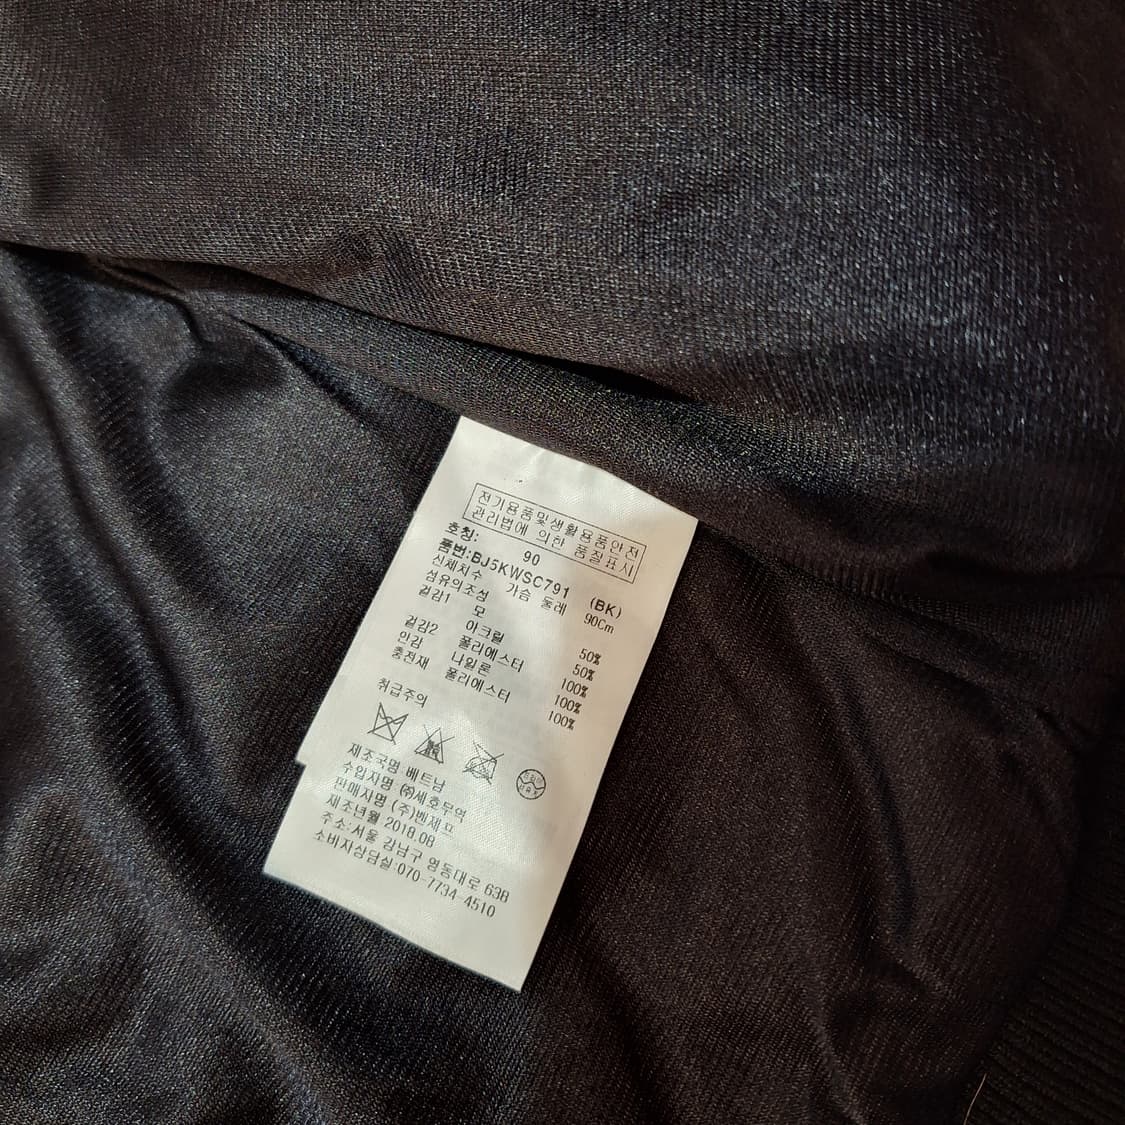 전기용품및생활용품안전
관리법에 의한 품질표시
호칭: 90
품번:BJ5KWSC791 (BK)
신체치수 가슴 둘레 90Cm
섬유의조성
겉감1 모 50%
아크릴 50%
겉감2 폴리에스터 100%
안감 나일론 100%
충전재 폴리에스터 100%
취급주의
제조국명 베트남
수입자명 ㈜세호무역
판매자명 (주)벤제프
제조년월 2018.08
주소:서울 강남구 영동대로 638
소비자상담실:070-7734-4510